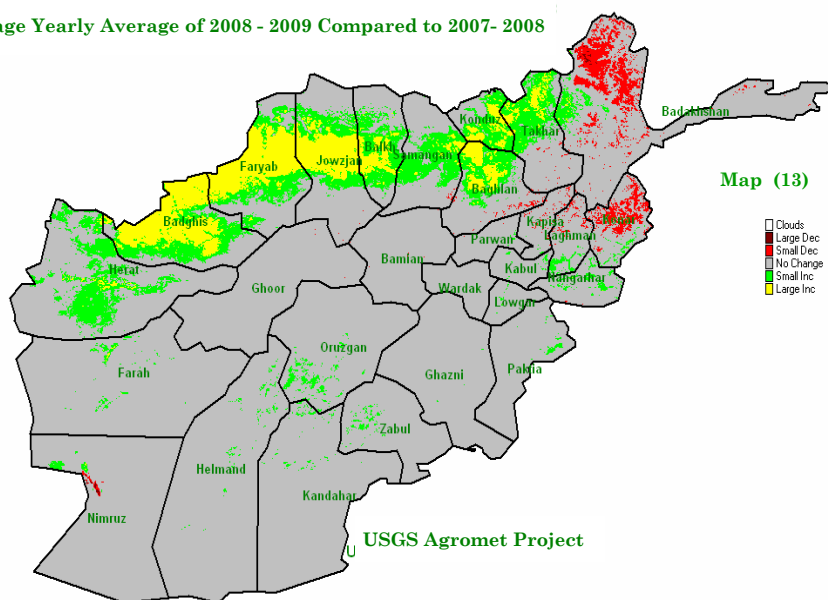 age Yearly Average of 2008 - 2009 Compared to 2007- 2008
Badakhshan
Konduz
Takhar
Balkh
Samangan
Faryab
Jowzjan
Baghlan
Map (13)
Badghis
Kapisa
Konar
Laghman
Parwan
Clouds
Large Dec
Small Dec
No Change
Small Inc
Large Inc
Herat
Bamian
Kabul
Nangarhar
Ghoor
Wardak
Lowgar
Oruzgan
Farah
Ghazni
Paktia
Zabul
Helmand
Kandahar
Nimruz
U
USGS Agromet Project